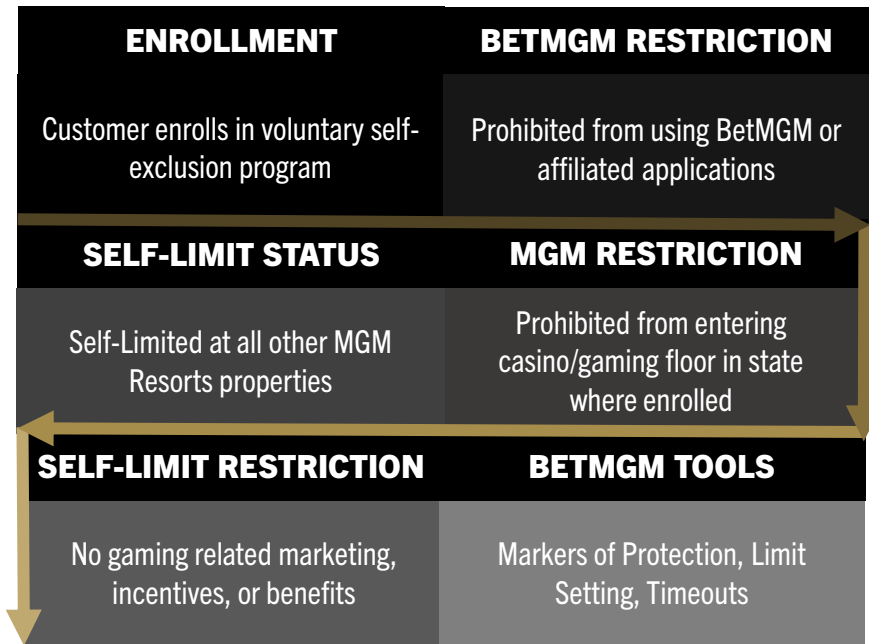 ENROLLMENT
BETMGM RESTRICTION
Customer enrolls in voluntary self-
exclusion program
Prohibited from using BetMGM or
affiliated applications
SELF-LIMIT STATUS
MGM RESTRICTION
Self-Limited at all other MGM
Resorts properties
Prohibited from entering
casino/gaming floor in state
where enrolled
SELF-LIMIT RESTRICTION
BETMGM TOOLS
No gaming related marketing,
incentives, or benefits
Markers of Protection, Limit
Setting, Timeouts